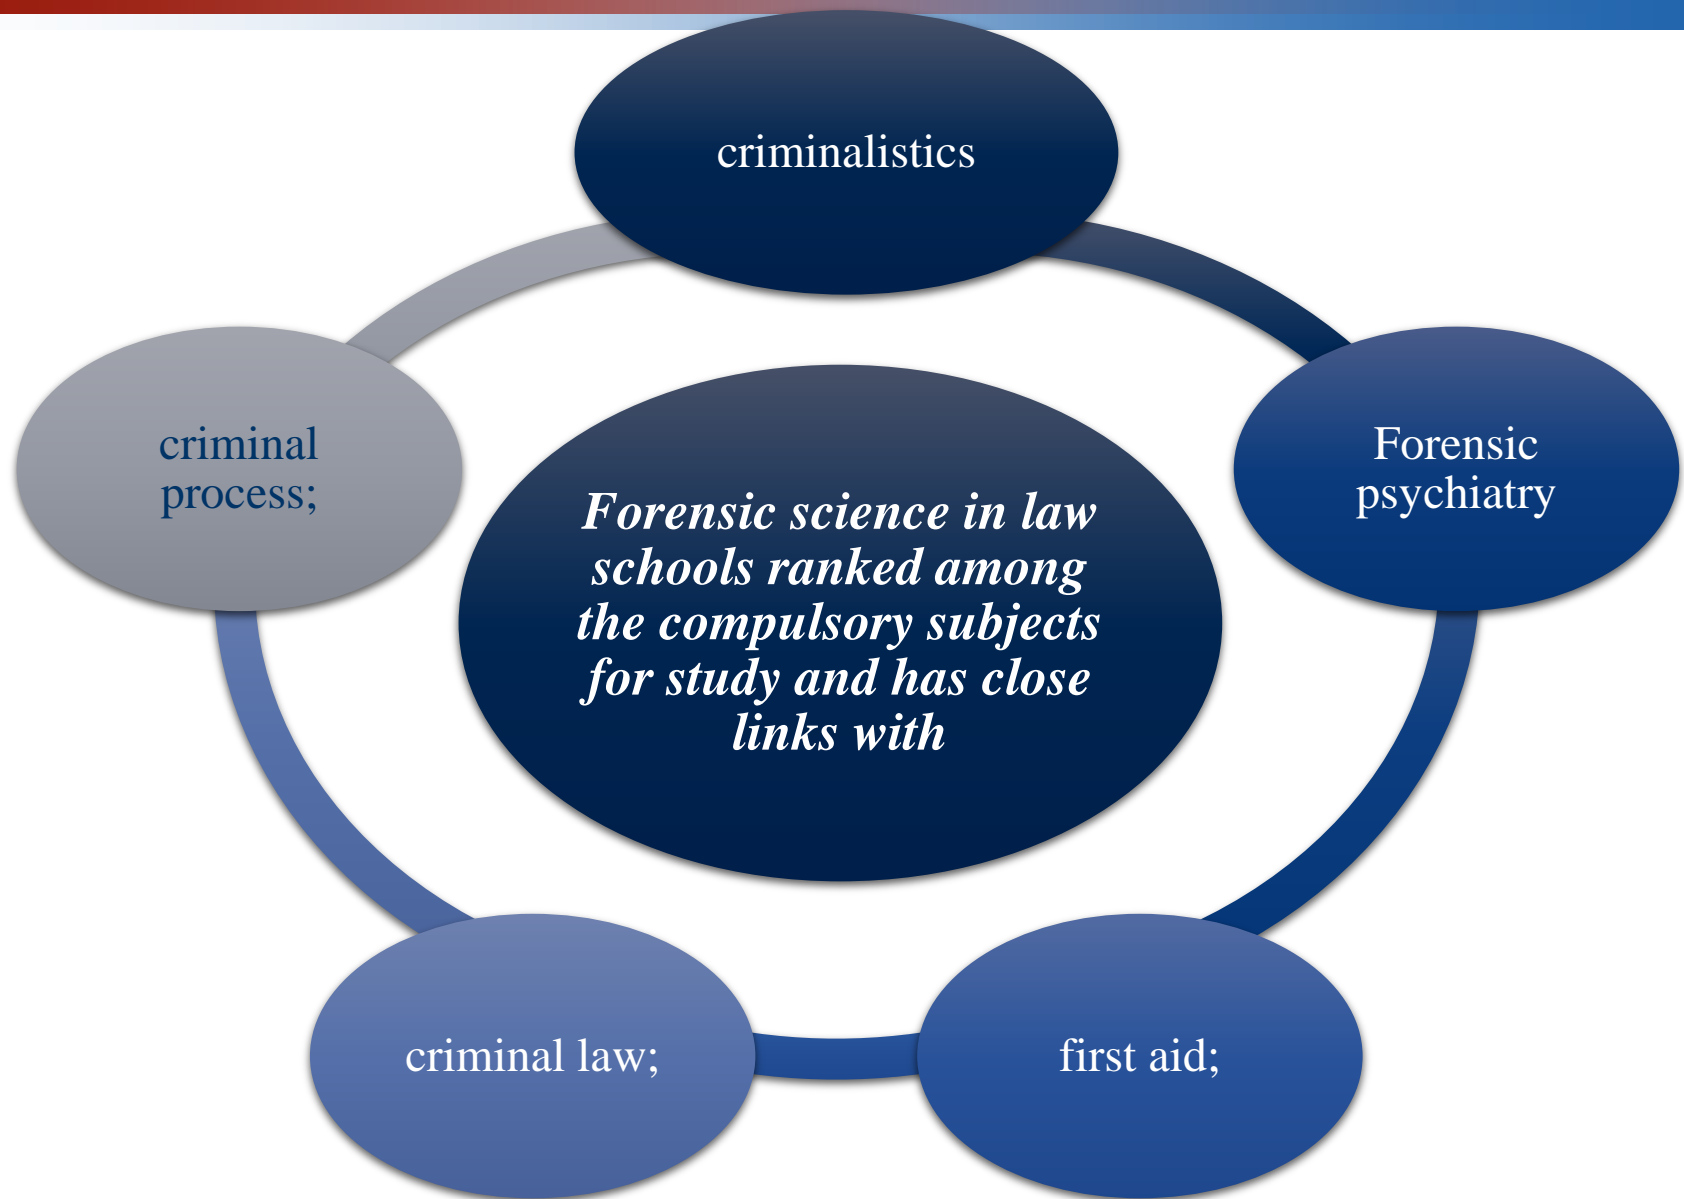 criminalistics
criminal
process;
Forensic
psychiatry
Forensic science in law
schools ranked among
the compulsory subjects
for study and has close
links with
criminal law;
first aid;